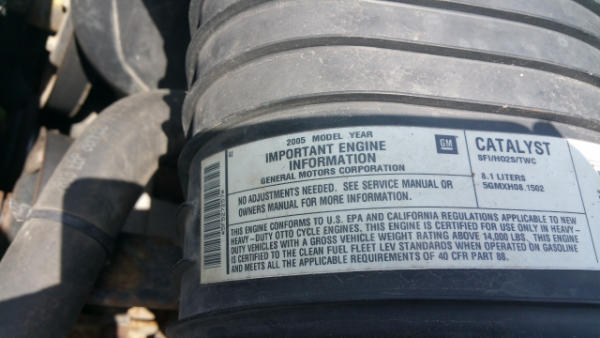 2005 MODEL YEAR
IMPORTANT ENGINE
INFORMATION
GENERAL MOTORS CORPORATION
GM
CATALYST
SFI/HO2S/TWC
8.1 LITERS
5GMXH08.1502
NO ADJUSTMENTS NEEDED. SEE SERVICE MANUAL OR
OWNERS MANUAL FOR MORE INFORMATION.
THIS ENGINE CONFORMS TO U.S. EPA AND CALIFORNIA REGULATIONS APPLICABLE TO NEW
HEAVY-DUTY OTTO CYCLE ENGINES. THIS ENGINE IS CERTIFIED FOR USE ONLY IN HEAVY-
DUTY VEHICLES WITH A GROSS VEHICLE WEIGHT RATING ABOVE 14,000 LBS. THIS ENGINE
IS CERTIFIED TO THE CLEAN FUEL FLEET LEV STANDARDS WHEN OPERATED ON GASOLINE
AND MEETS ALL THE APPLICABLE REQUIREMENTS OF 40 CFR PART 88.